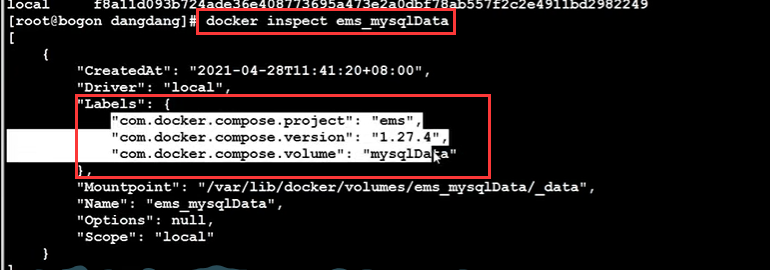 local f8a11d093b724ade36e408773695a473e2a0dbf78ab557f2c2e4911bd2982249
[root@bogon dangdang]# docker inspect ems_mysqlData
[
{
"CreatedAt": "2021-04-28T11:41:20+08:00",
"Driver": "local",
"Labels": {
"com.docker.compose.project": "ems",
"com.docker.compose.version": "1.27.4",
"com.docker.compose.volume": "mysqlData"
},
"Mountpoint": "/var/lib/docker/volumes/ems_mysqlData/_data",
"Name": "ems_mysqlData",
"Options": null,
"Scope": "local"
}
]